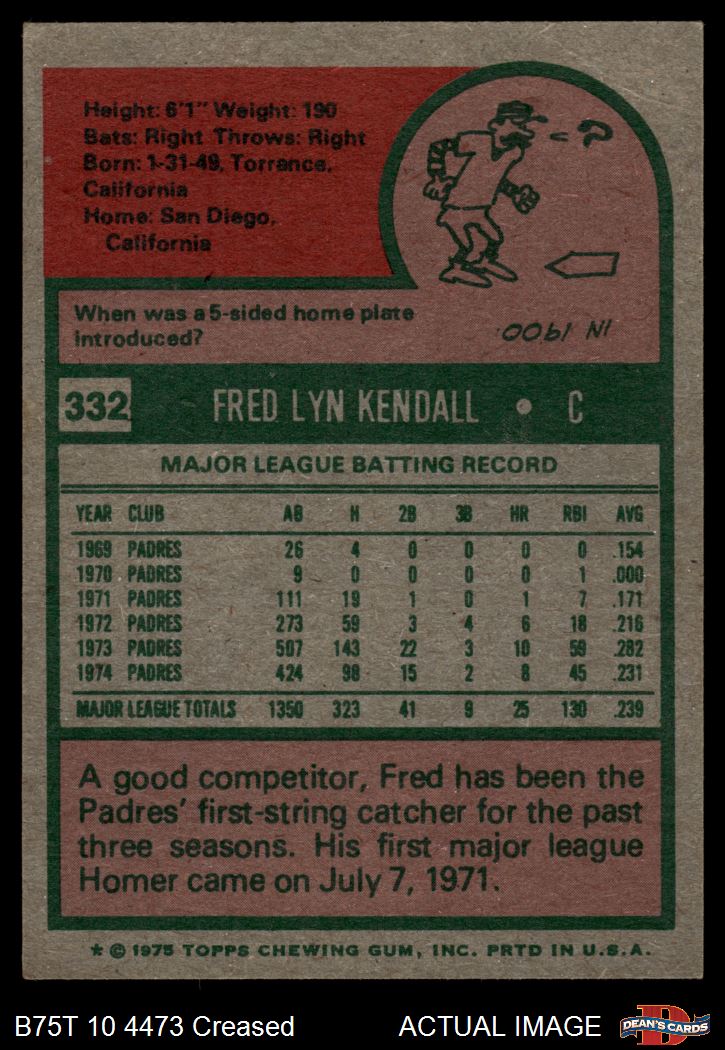 Height: 6'1" Weight: 190
Bats: Right Throws: Right
Born: 1-31-49, Torrance,
California
Home: San Diego,
California
When was a 5-sided home plate
introduced?
IN 1900.
332 FRED LYN KENDALL • C
MAJOR LEAGUE BATTING RECORD
YEAR CLUB AB H 2B 3B HR RBI AVG
1969 PADRES 26 4 0 0 0 0 .154
1970 PADRES 9 0 0 0 0 1 .000
1971 PADRES 111 19 1 0 1 7 .171
1972 PADRES 273 59 3 4 6 18 .216
1973 PADRES 507 143 22 3 10 59 .282
1974 PADRES 424 98 15 2 8 45 .231
MAJOR LEAGUE TOTALS 1350 323 41 9 25 130 .239
A good competitor, Fred has been the
Padres' first-string catcher for the past
three seasons. His first major league
Homer came on July 7, 1971.
* © 1975 TOPPS CHEWING GUM, INC. PRTD IN U.S.A.
B75T 10 4473 Creased ACTUAL IMAGE DEAN'S CARDS